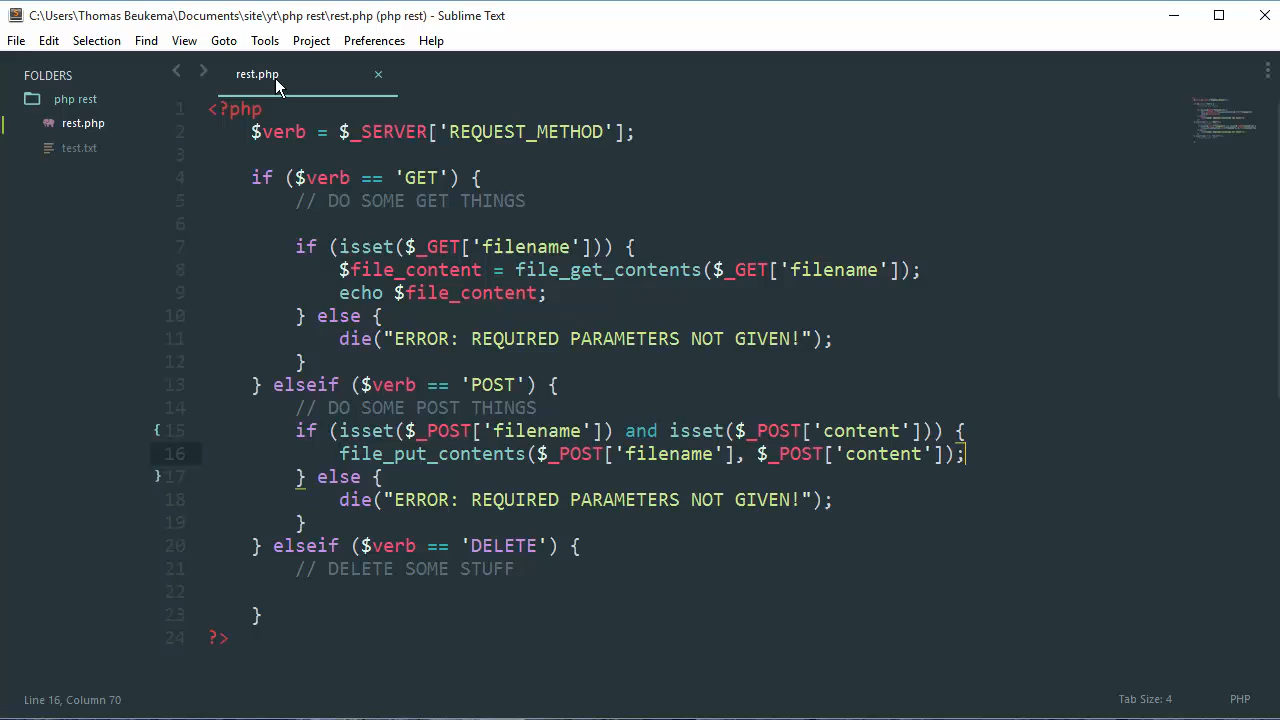 C:\Users\Thomas Beukema\Documents\site\yt\php rest\rest.php (php rest) - Sublime Text
File Edit Selection Find View Goto Tools Project Preferences Help
FOLDERS
php rest
rest.php
test.txt
rest.php
1 <?php
2     $verb = $_SERVER['REQUEST_METHOD'];
3
4     if ($verb == 'GET') {
5         // DO SOME GET THINGS
6
7         if (isset($_GET['filename'])) {
8             $file_content = file_get_contents($_GET['filename']);
9             echo $file_content;
10         } else {
11             die("ERROR: REQUIRED PARAMETERS NOT GIVEN!");
12         }
13     } elseif ($verb == 'POST') {
14         // DO SOME POST THINGS
15         if (isset($_POST['filename']) and isset($_POST['content'])) {
16             file_put_contents($_POST['filename'], $_POST['content']);
17         } else {
18             die("ERROR: REQUIRED PARAMETERS NOT GIVEN!");
19         }
20     } elseif ($verb == 'DELETE') {
21         // DELETE SOME STUFF
22
23     }
24 ?>
Line 16, Column 70
Tab Size: 4
PHP